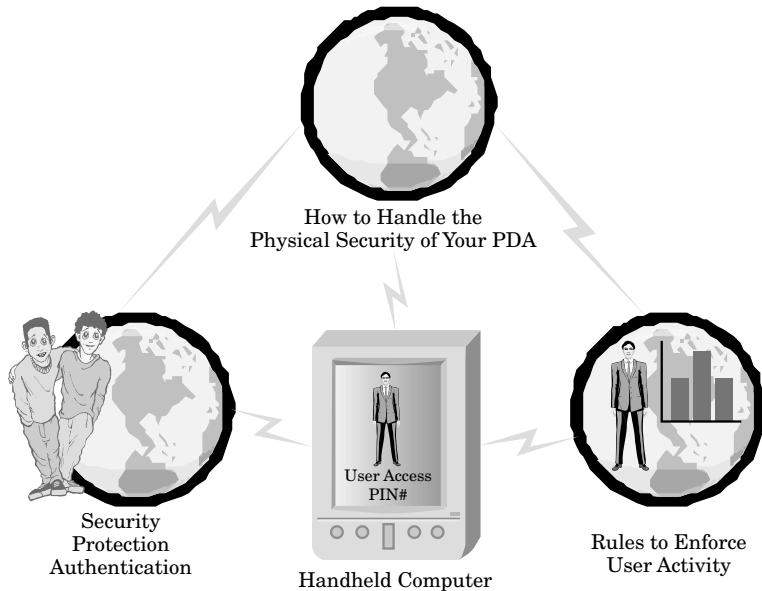 How to Handle the
Physical Security of Your PDA
User Access
PIN#
Security
Protection
Authentication
Handheld Computer
Rules to Enforce
User Activity